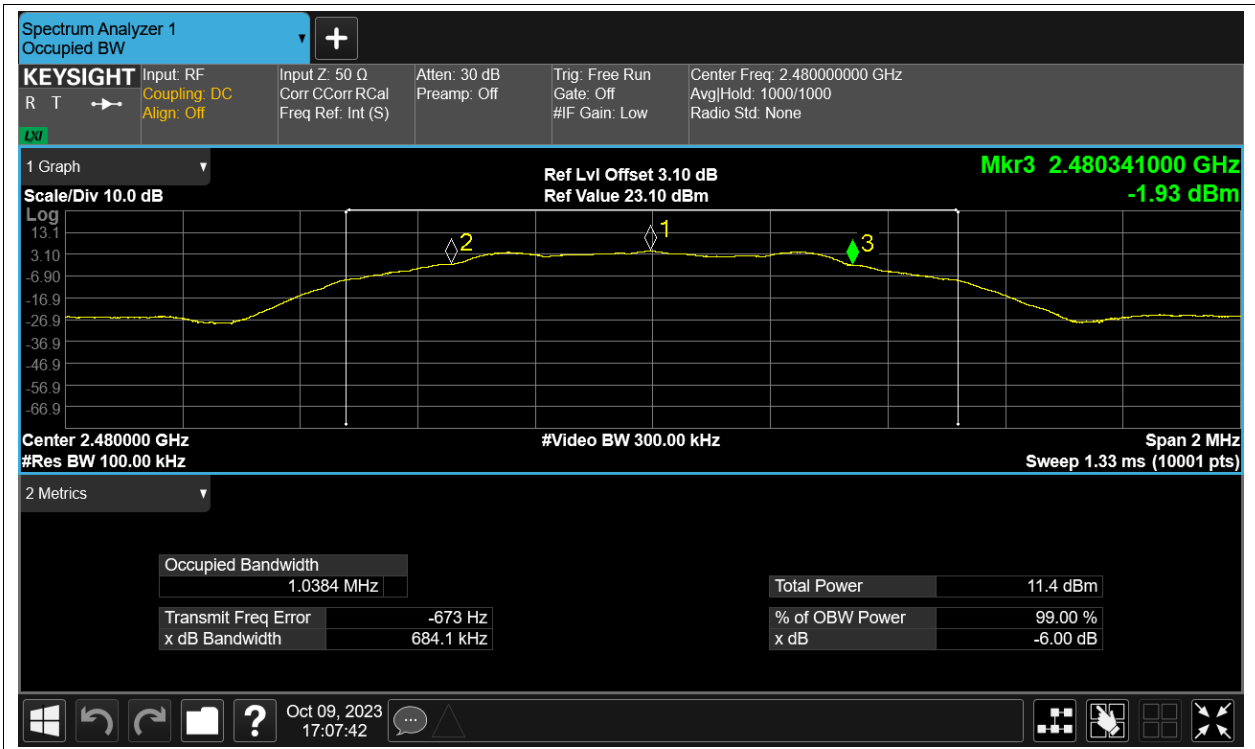 Spectrum Analyzer 1
Occupied BW
KEYSIGHT
R T
LXI
Input: RF
Coupling: DC
Align: Off
Input Z: 50 Ω
Corr CCorr RCal
Freq Ref: Int (S)
Atten: 30 dB
Preamp: Off
Trig: Free Run
Gate: Off
#IF Gain: Low
Center Freq: 2.480000000 GHz
Avg|Hold: 1000/1000
Radio Std: None
1 Graph
Scale/Div 10.0 dB
Ref Lvl Offset 3.10 dB
Ref Value 23.10 dBm
Mkr3 2.480341000 GHz
-1.93 dBm
Log
13.1
3.10
-6.90
-16.9
-26.9
-36.9
-46.9
-56.9
-66.9
2
1
3
Center 2.480000 GHz
#Video BW 300.00 kHz
Span 2 MHz
#Res BW 100.00 kHz
Sweep 1.33 ms (10001 pts)
2 Metrics
Occupied Bandwidth
1.0384 MHz
Transmit Freq Error -673 Hz
x dB Bandwidth 684.1 kHz
Total Power 11.4 dBm
% of OBW Power 99.00 %
x dB -6.00 dB
?
Oct 09, 2023
17:07:42